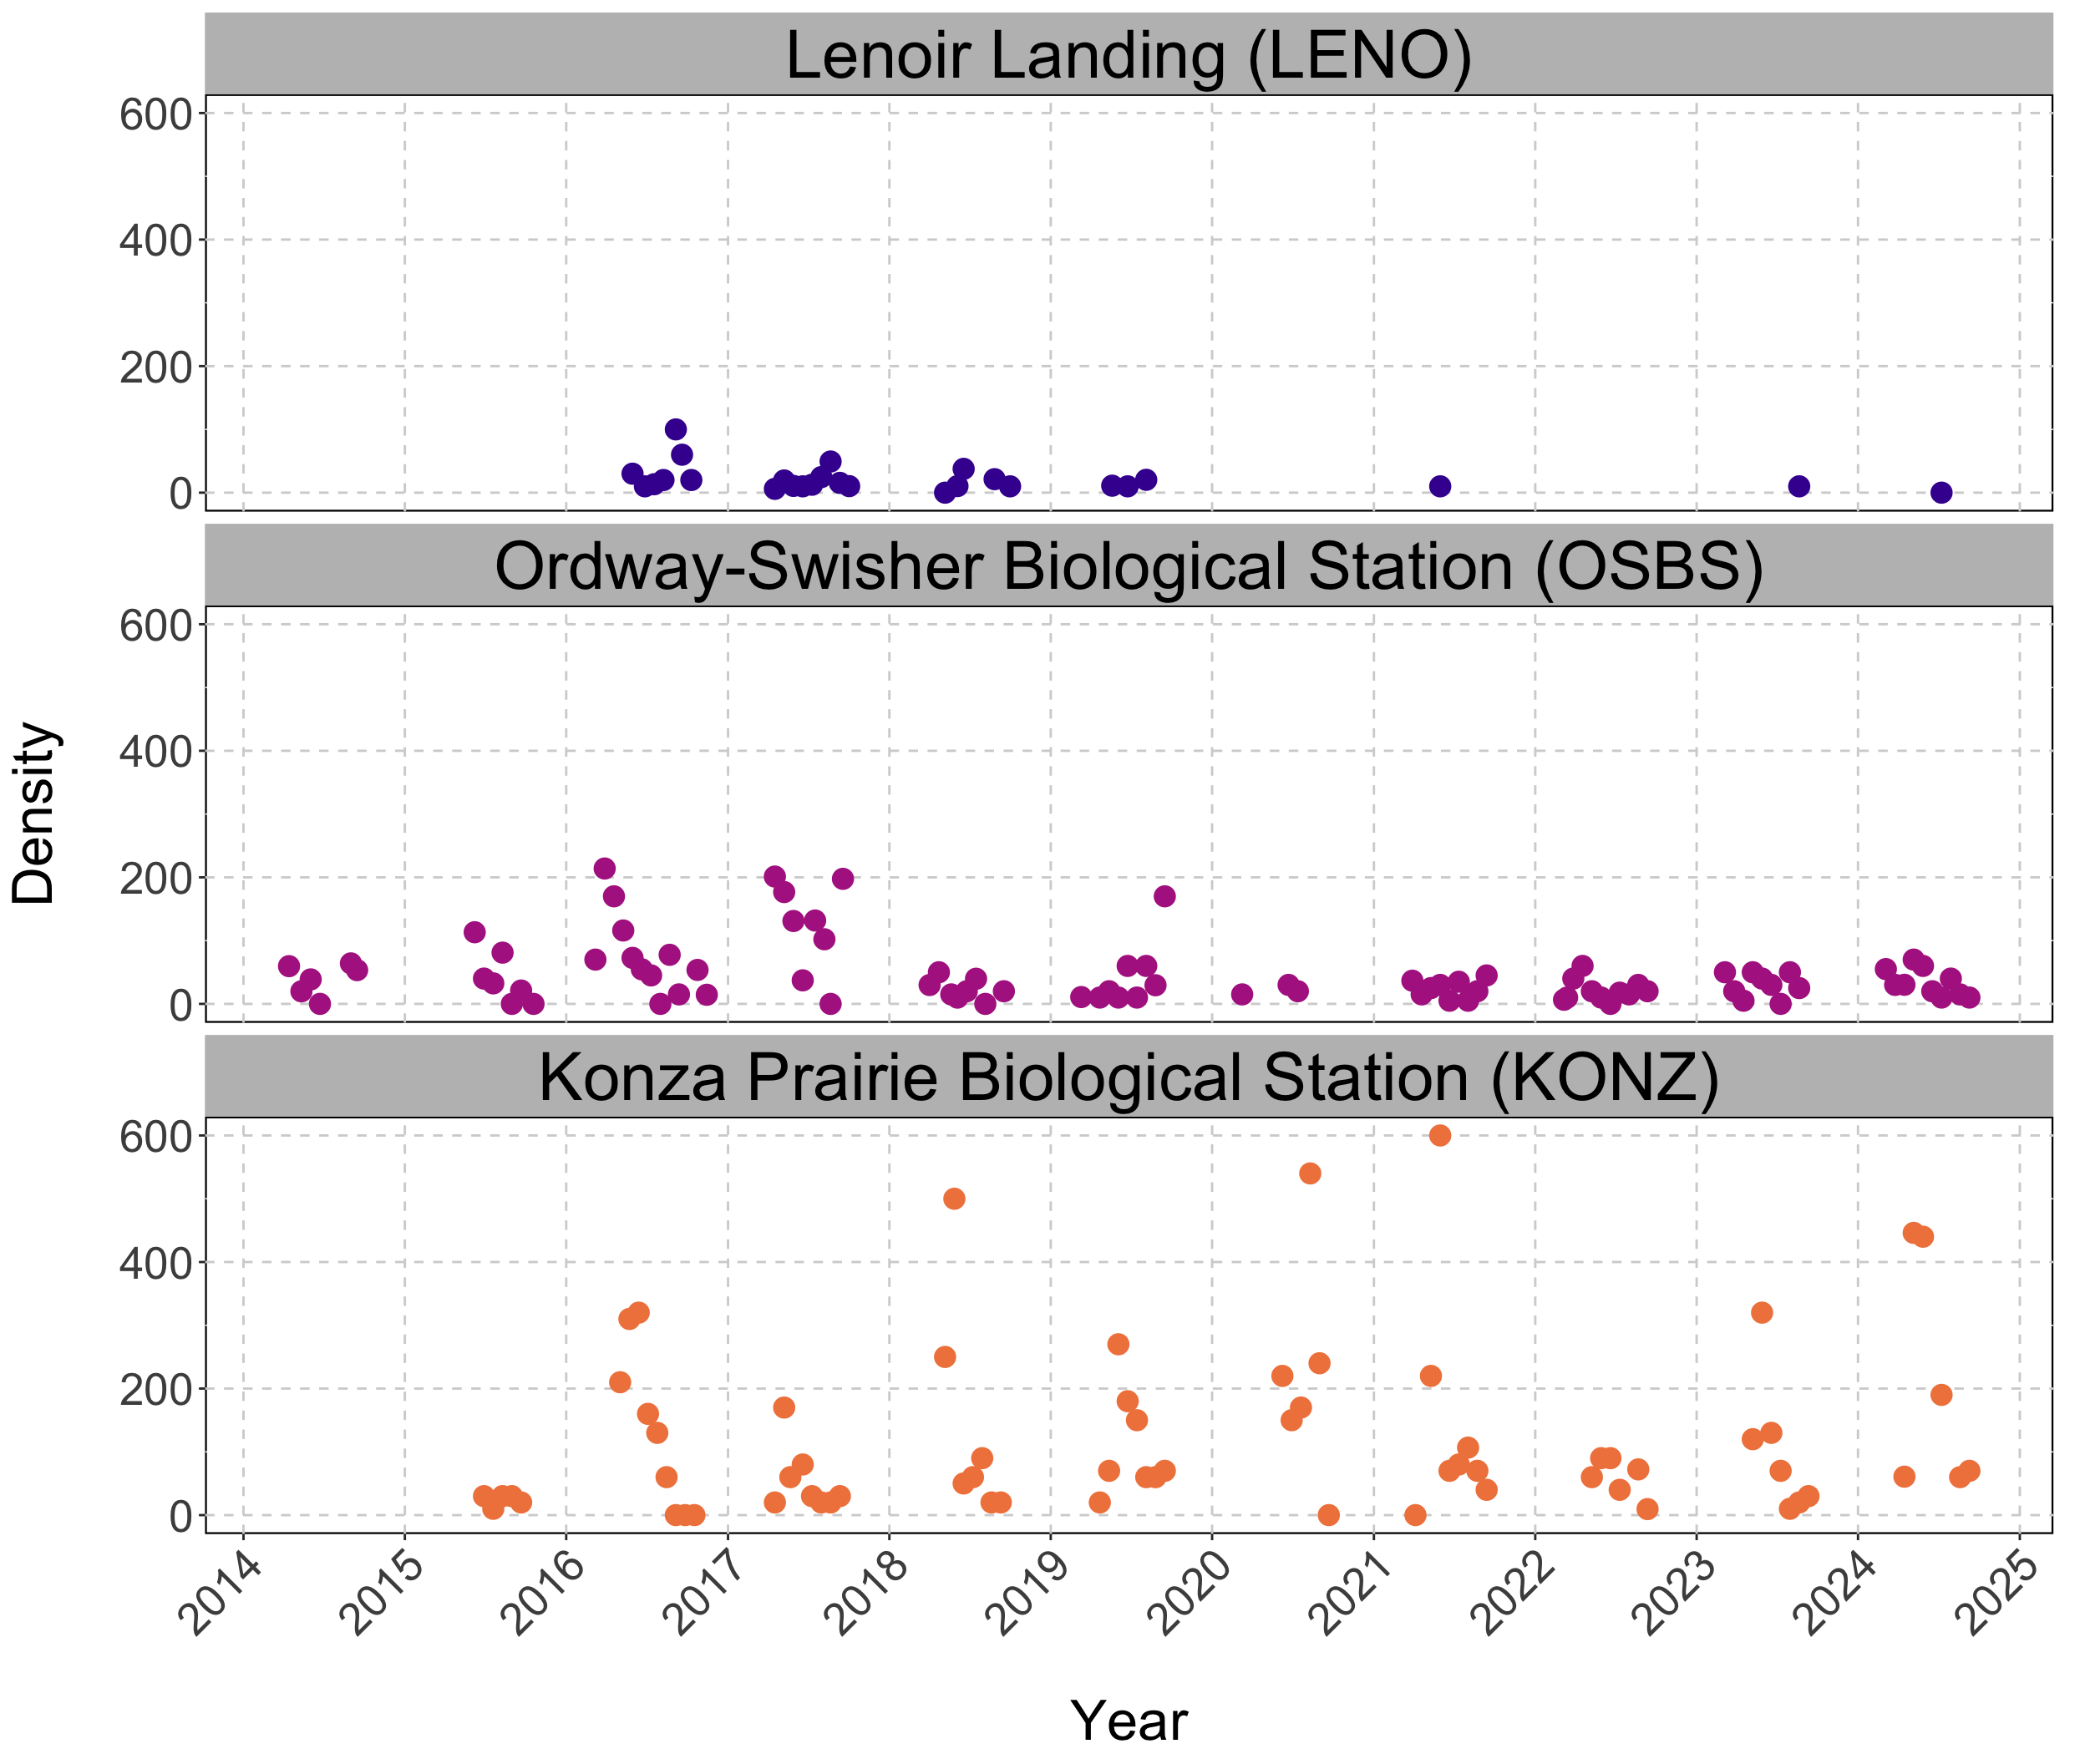 Lenoir Landing (LENO)
600
400
200
0
Ordway-Swisher Biological Station (OSBS)
600
400
200
0
Density
Konza Prairie Biological Station (KONZ)
600
400
200
0
2014 2015 2016 2017 2018 2019 2020 2021 2022 2023 2024 2025
Year